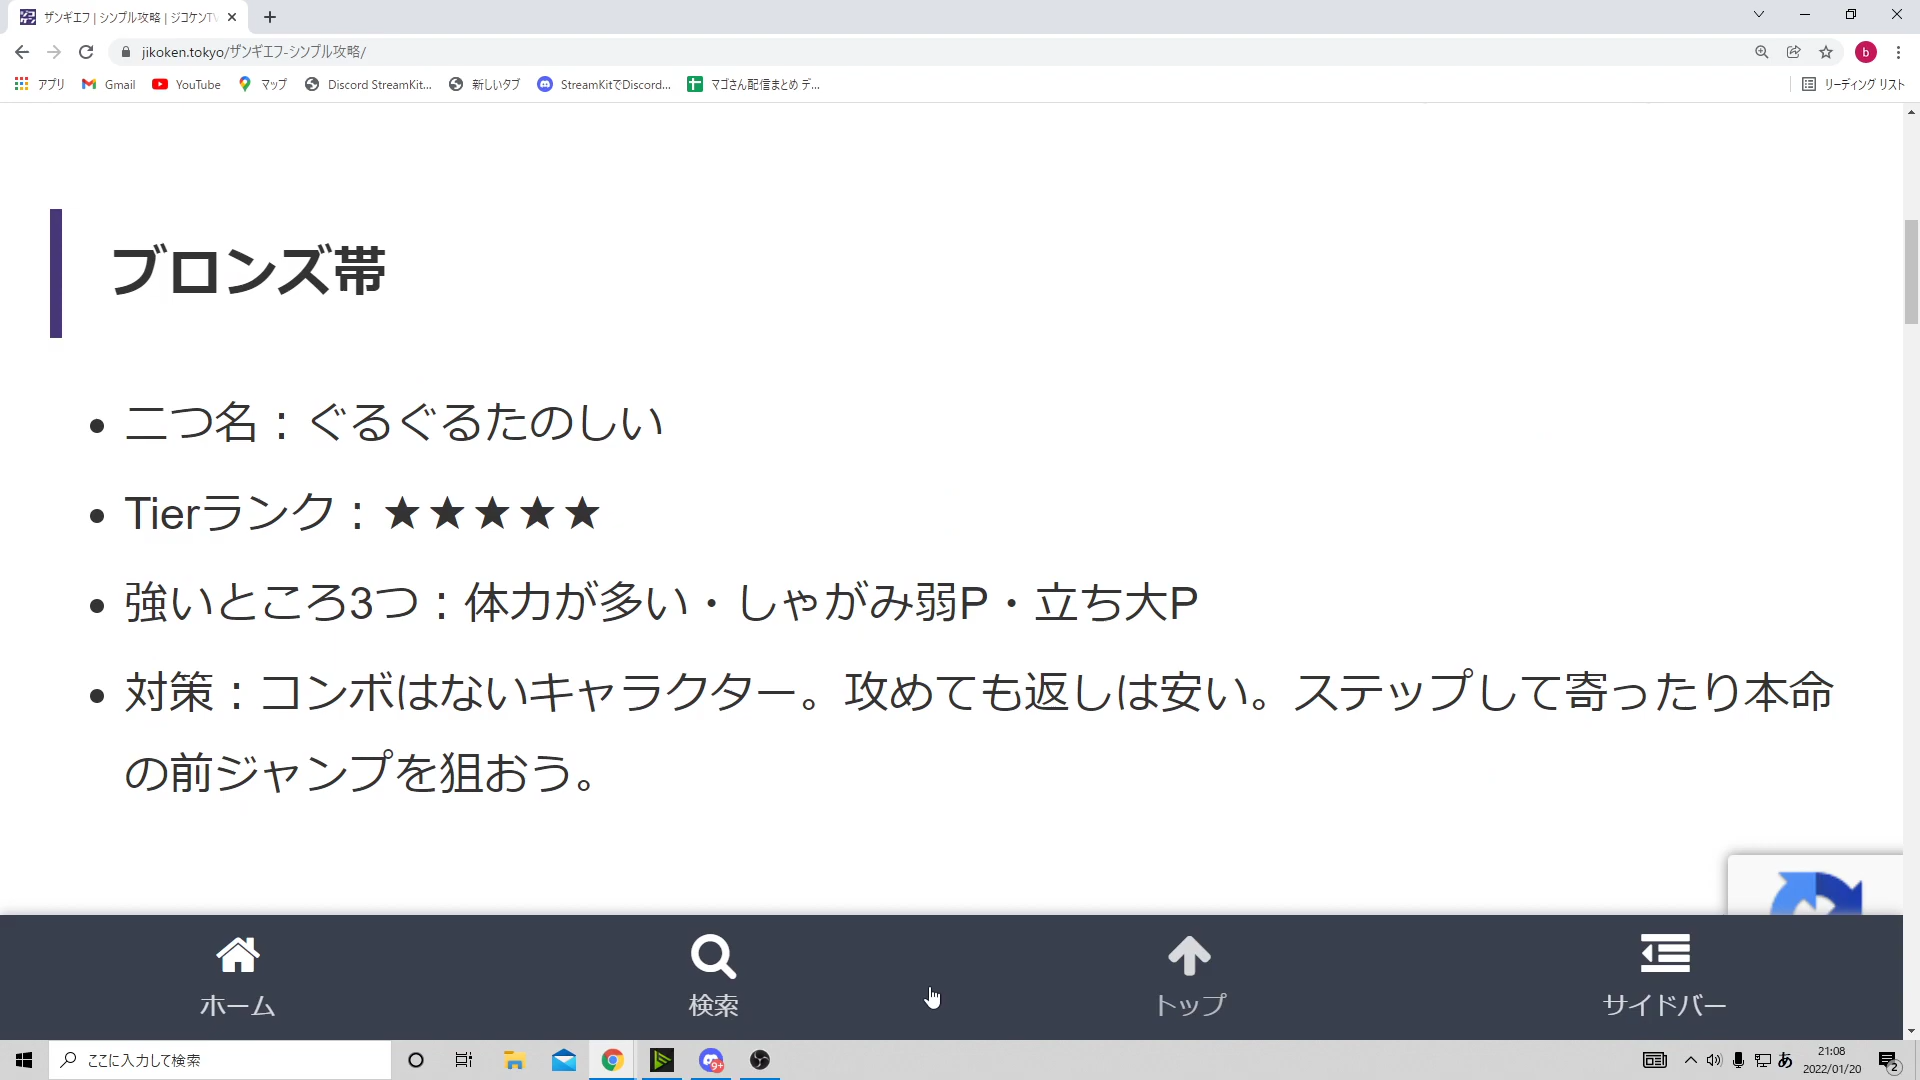 ザンギエフ | シンプル攻略 | ジコケンTV
jikoken.tokyo/ザンギエフ-シンプル攻略/
b
アプリ Gmail YouTube マップ Discord StreamKit... 新しいタブ StreamKitでDiscord... マゴさん配信まとめ デ... リーディング リスト
ブロンズ帯
• 二つ名：ぐるぐるたのしい
• Tierランク：★★★★★
• 強いところ3つ：体力が多い・しゃがみ弱P・立ち大P
• 対策：コンボはないキャラクター。攻めても返しは安い。ステップして寄ったり本命
の前ジャンプを狙おう。
ホーム 検索 トップ サイドバー
ここに入力して検索
9+
あ
21:08
2022/01/20
2